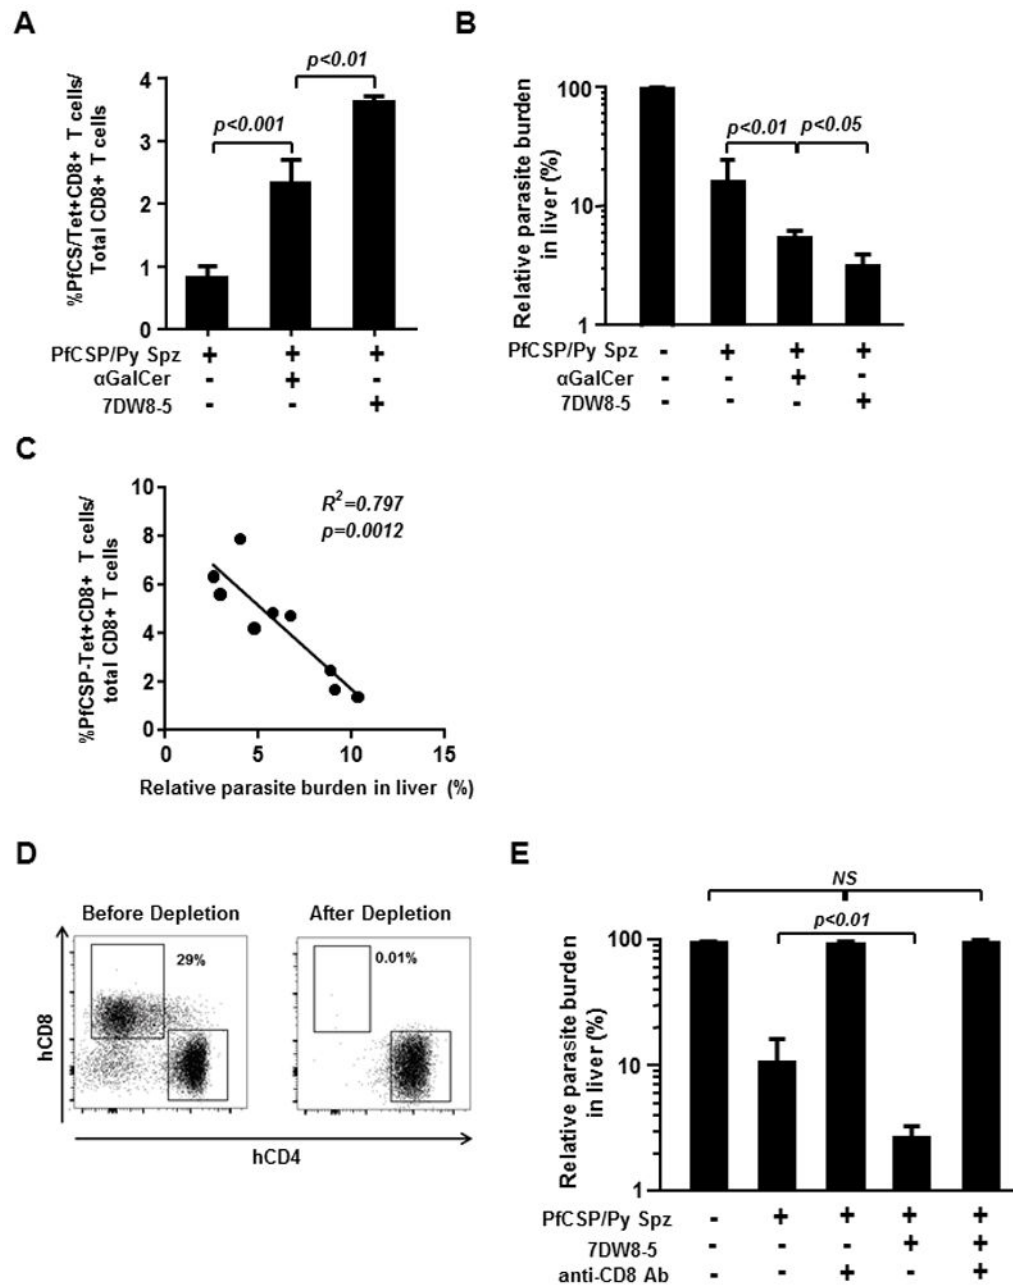 A
%PfCS/Tet+CD8+ T cells/
Total CD8+ T cells
4
3
2
1
0
p<0.001
p<0.01
PfCSP/Py Spz + + +
αGalCer - + -
7DW8-5 - - +
B
Relative parasite burden
in liver (%)
100
10
1
p<0.01 p<0.05
PfCSP/Py Spz - + + +
αGalCer - - + -
7DW8-5 - - - +
C
%PfCSP-Tet+CD8+ T cells/
total CD8+ T cells
10
8
6
4
2
0
R²=0.797
p=0.0012
0 5 10 15
Relative parasite burden in liver (%)
D
Before Depletion
After Depletion
29%
0.01%
hCD8
hCD4
E
Relative parasite burden
in liver (%)
100
10
1
NS
p<0.01
PfCSP/Py Spz - + + + +
7DW8-5 - - - + +
anti-CD8 Ab - - + - +